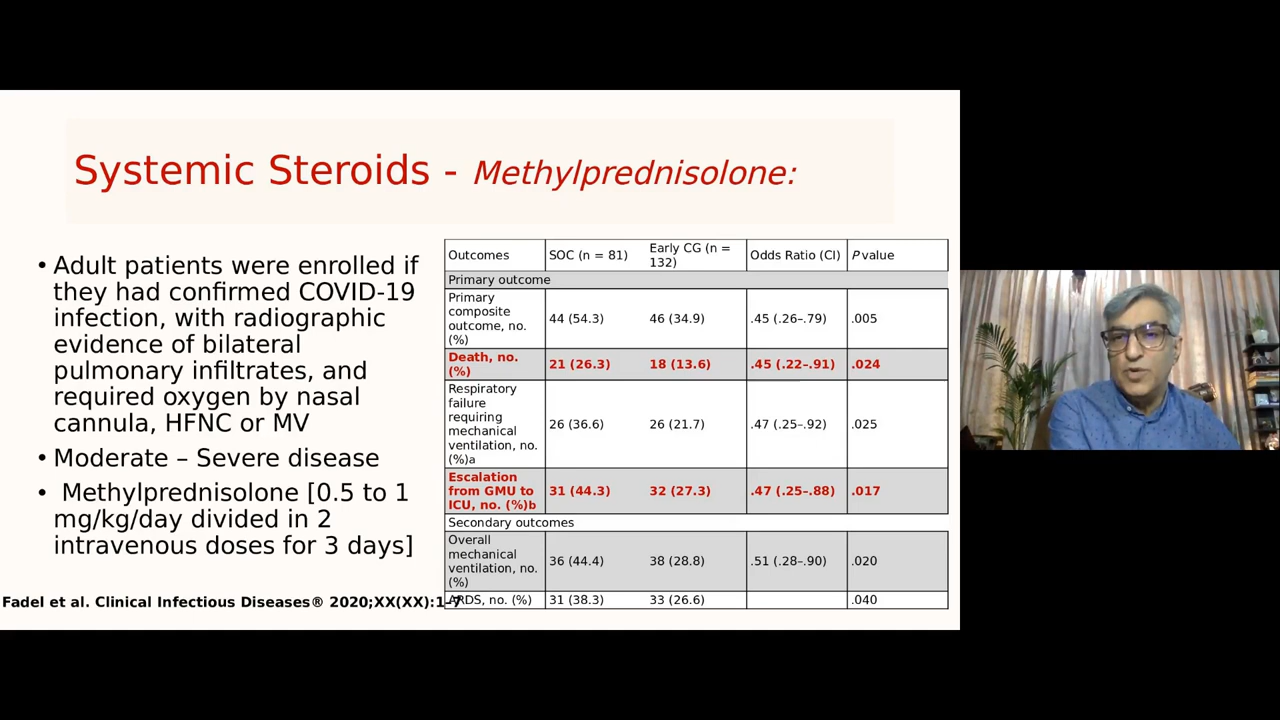 Systemic Steroids - Methylprednisolone:
• Adult patients were enrolled if
they had confirmed COVID-19
infection, with radiographic
evidence of bilateral
pulmonary infiltrates, and
required oxygen by nasal
cannula, HFNC or MV
• Moderate – Severe disease
• Methylprednisolone [0.5 to 1
mg/kg/day divided in 2
intravenous doses for 3 days]
Fadel et al. Clinical Infectious Diseases® 2020;XX(XX):1–7
Outcomes SOC (n = 81) Early CG (n =
132) Odds Ratio (CI) P value
Primary outcome
Primary
composite
outcome, no.
(%) 44 (54.3) 46 (34.9) .45 (.26–.79) .005
Death, no.
(%) 21 (26.3) 18 (13.6) .45 (.22–.91) .024
Respiratory
failure
requiring
mechanical
ventilation, no.
(%)a 26 (36.6) 26 (21.7) .47 (.25–.92) .025
Escalation
from GMU to
ICU, no. (%)b 31 (44.3) 32 (27.3) .47 (.25–.88) .017
Secondary outcomes
Overall
mechanical
ventilation, no.
(%) 36 (44.4) 38 (28.8) .51 (.28–.90) .020
ARDS, no. (%) 31 (38.3) 33 (26.6) .040